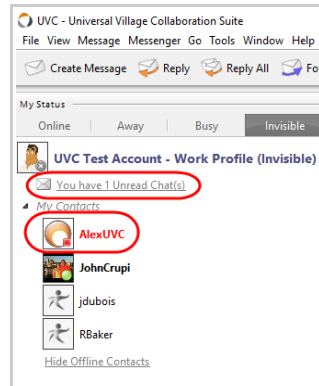 UVC - Universal Village Collaboration Suite
File View Message Messenger Go Tools Window Help
Create Message Reply Reply All Fo
My Status
Online Away Busy Invisible
UVC Test Account - Work Profile (Invisible)
You have 1 Unread Chat(s)
My Contacts
AlexUVC
JohnCrupi
jdubois
RBaker
Hide Offline Contacts